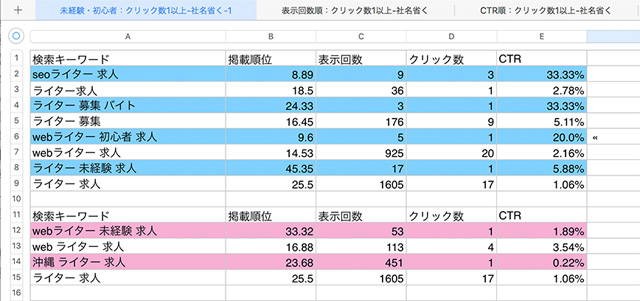 未経験・初心者：クリック数1以上-社名省く-1 表示回数順：クリック数1以上-社名省く CTR順：クリック数1以上-社名省く
A B C D E
1 検索キーワード 掲載順位 表示回数 クリック数 CTR
2 seoライター 求人 8.89 9 3 33.33%
3 ライター求人 18.5 36 1 2.78%
4 ライター 募集 バイト 24.33 3 1 33.33%
5 ライター 募集 16.45 176 9 5.11%
6 webライター 初心者 求人 9.6 5 1 20.0% «
7 webライター 求人 14.53 925 20 2.16%
8 ライター 未経験 求人 45.35 17 1 5.88%
9 ライター 求人 25.5 1605 17 1.06%
10
11 検索キーワード 掲載順位 表示回数 クリック数 CTR
12 webライター 未経験 求人 33.32 53 1 1.89%
13 web ライター 求人 16.88 113 4 3.54%
14 沖縄 ライター 求人 23.68 451 1 0.22%
15 ライター 求人 25.5 1605 17 1.06%